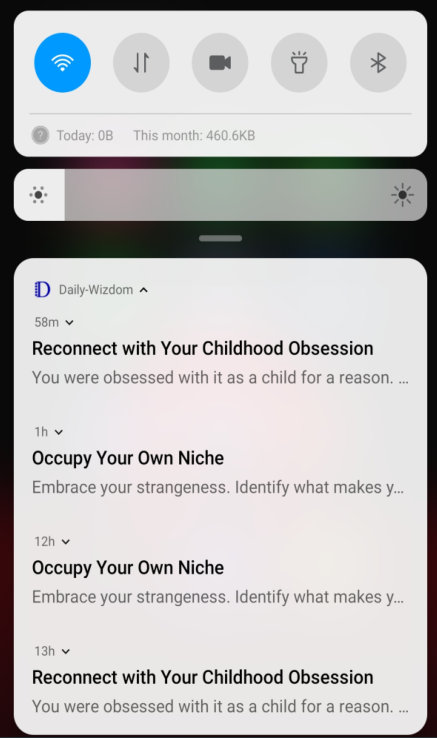 Today: 0B This month: 460.6KB
Daily-Wizdom
58m
Reconnect with Your Childhood Obsession
You were obsessed with it as a child for a reason. ...
1h
Occupy Your Own Niche
Embrace your strangeness. Identify what makes y...
12h
Occupy Your Own Niche
Embrace your strangeness. Identify what makes y...
13h
Reconnect with Your Childhood Obsession
You were obsessed with it as a child for a reason. ...